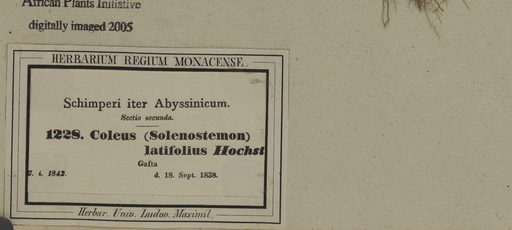 African Plants Initiative
digitally imaged 2005
HERBARIUM REGIUM MONACENSE.
Schimperi iter Abyssinicum.
Sectio secunda.
1228. Coleus (Solenostemon)
latifolius Hochst
Gafta
U. i. 1842. d. 18. Sept. 1838.
Herbar. Univ. Ludov. Maximil.